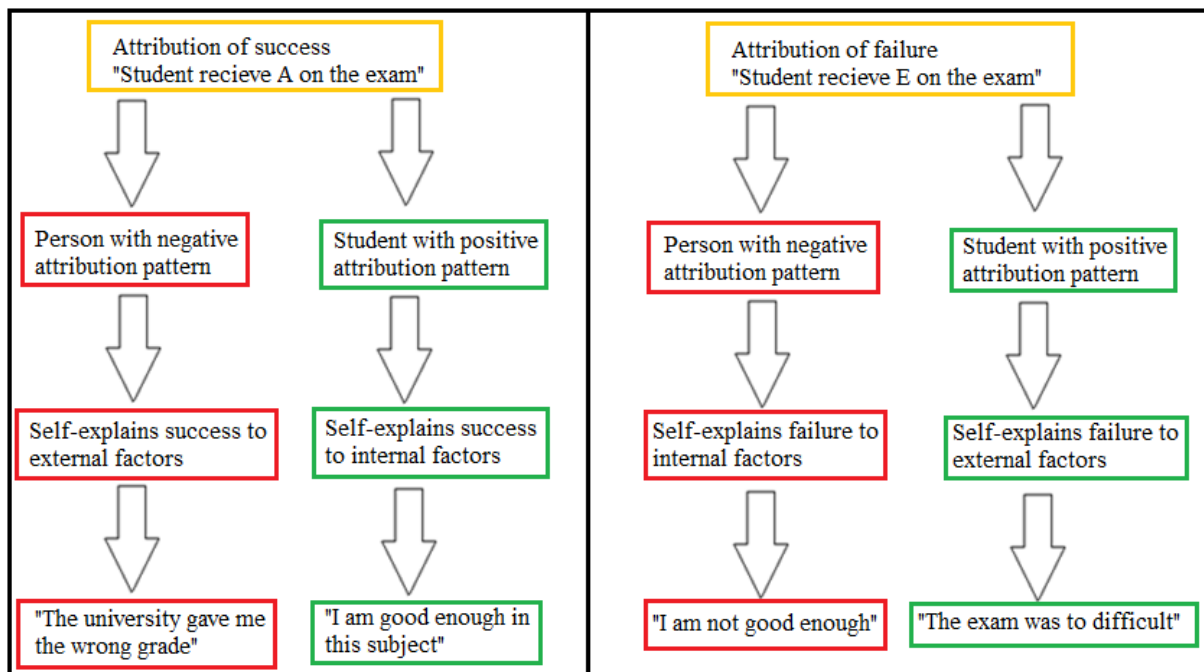 Attribution of success
"Student recieve A on the exam"
Person with negative
attribution pattern
Student with positive
attribution pattern
Self-explains success to
external factors
Self-explains success
to internal factors
"The university gave me
the wrong grade"
"I am good enough in
this subject"
Attribution of failure
"Student recieve E on the exam"
Person with negative
attribution pattern
Student with positive
attribution pattern
Self-explains failure to
internal factors
Self-explains failure to
external factors
"I am not good enough"
"The exam was to difficult"